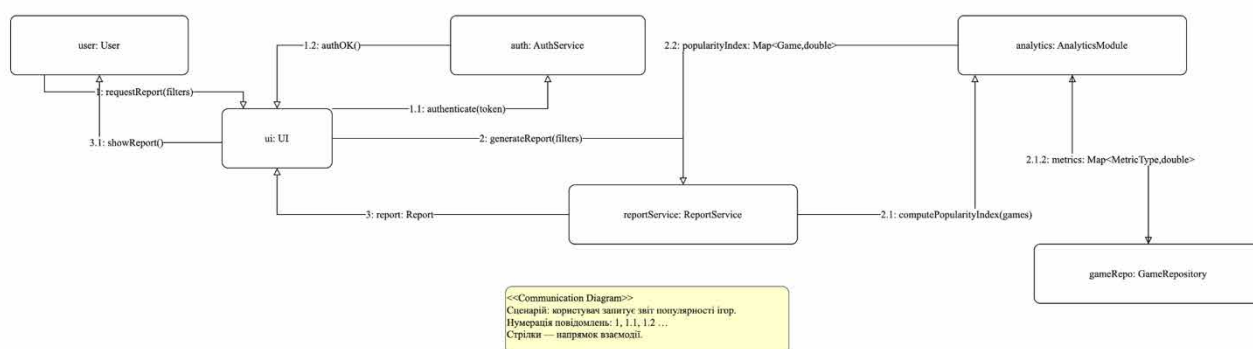 user: User
1.2: authOK()
auth: AuthService
2.2: popularityIndex: Map<Game,double>
analytics: AnalyticsModule
1: requestReport(filters)
1.1: authenticate(token)
3.1: showReport()
ui: UI
2: generateReport(filters)
2.1.2: metrics: Map<MetricType,double>
3: report: Report
reportService: ReportService
2.1: computePopularityIndex(games)
gameRepo: GameRepository
<<Communication Diagram>>
Сценарій: користувач запитує звіт популярності ігор.
Нумерація повідомлень: 1, 1.1, 1.2 …
Стрілки — напрямок взаємодії.